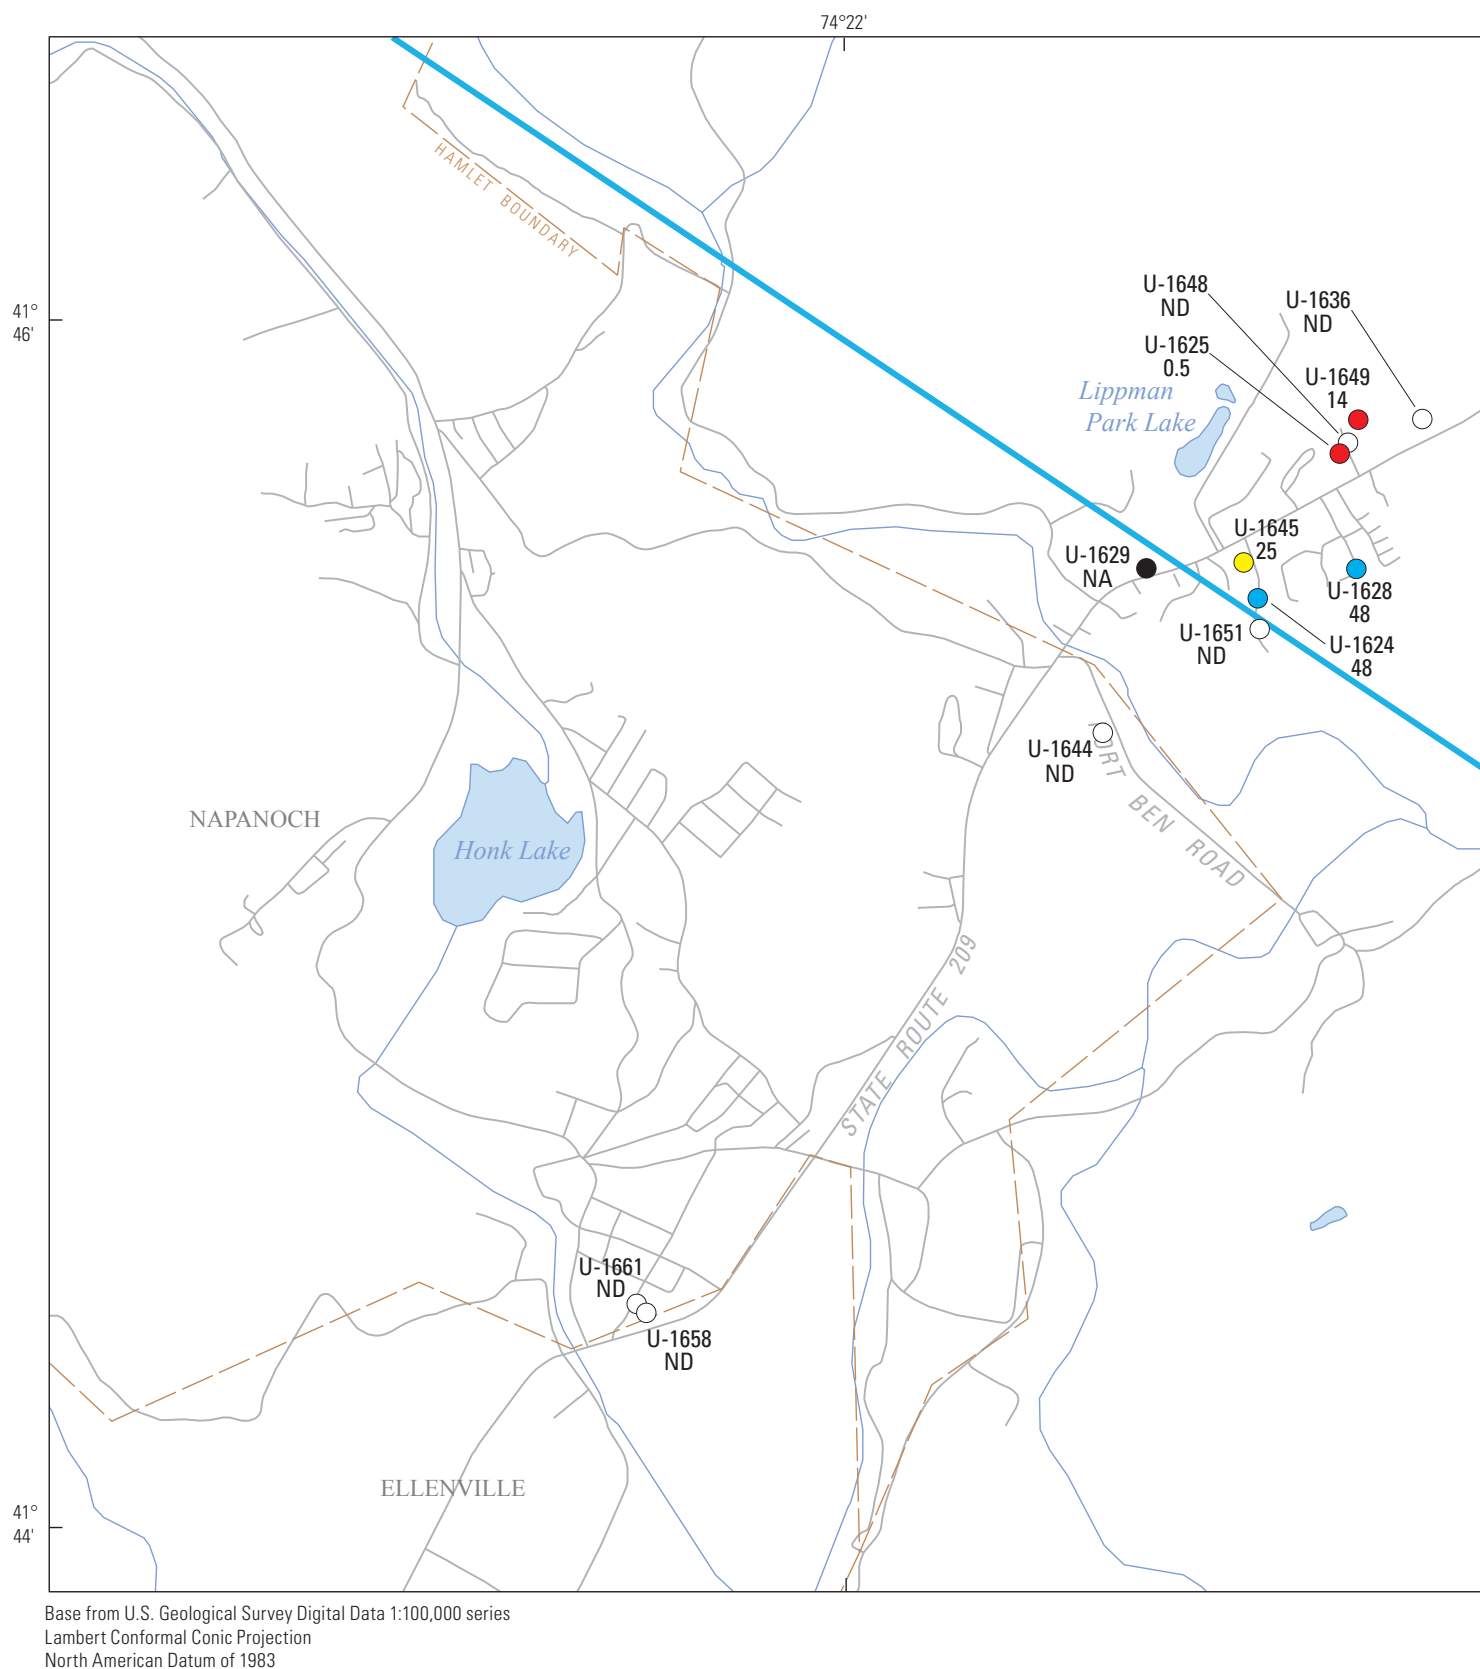 74°22'
HAMLET BOUNDARY
41°
46'
U-1648
ND
U-1636
ND
U-1625
0.5
U-1649
14
Lippman
Park Lake
U-1645
25
U-1629
NA
U-1628
48
U-1651
ND
U-1624
48
U-1644
ND
FORT BEN ROAD
NAPANOCH
Honk Lake
STATE ROUTE 209
U-1661
ND
U-1658
ND
ELLENVILLE
41°
44'
Base from U.S. Geological Survey Digital Data 1:100,000 series
Lambert Conformal Conic Projection
North American Datum of 1983